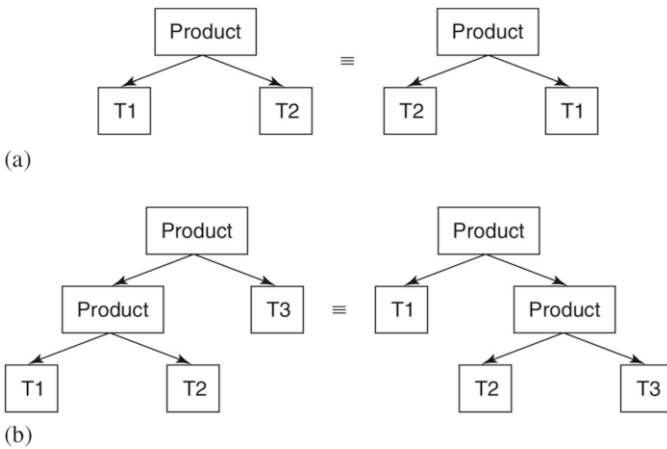 Product ≡ Product
T1 T2 T2 T1
(a)
Product Product
Product T3 ≡ T1 Product
T1 T2 T2 T3
(b)